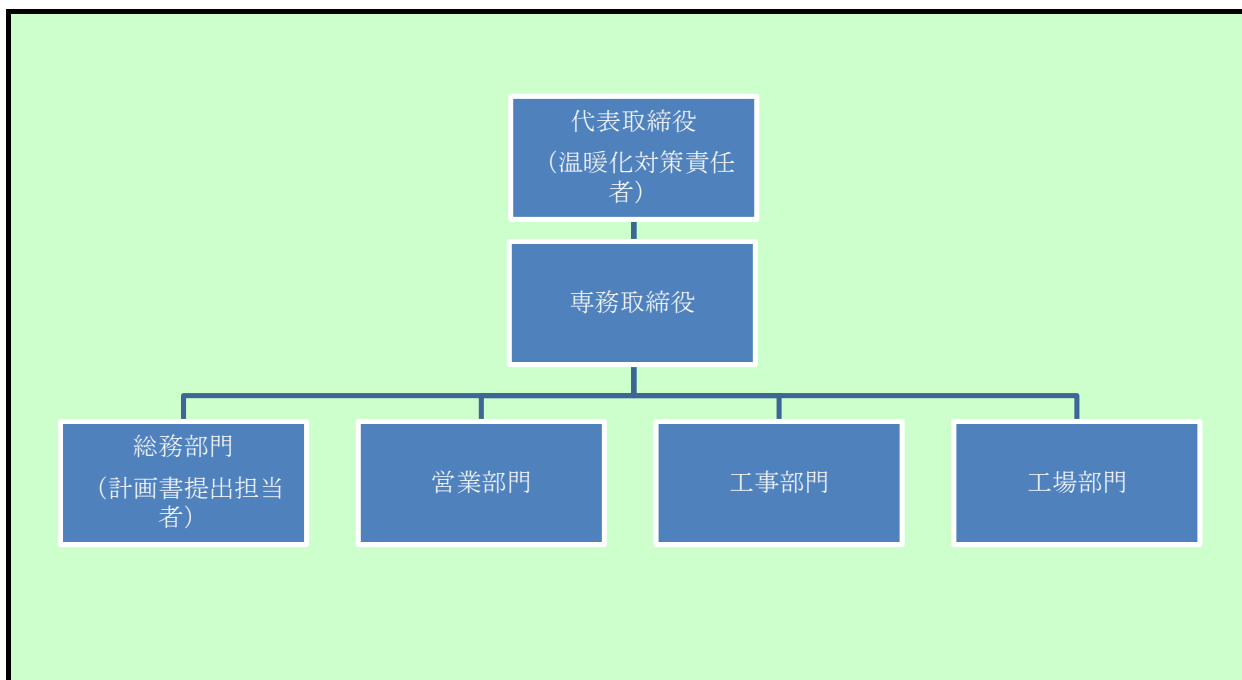 代表取締役
（温暖化対策責任
者）
専務取締役
総務部門
（計画書提出担当
者）
営業部門
工事部門
工場部門